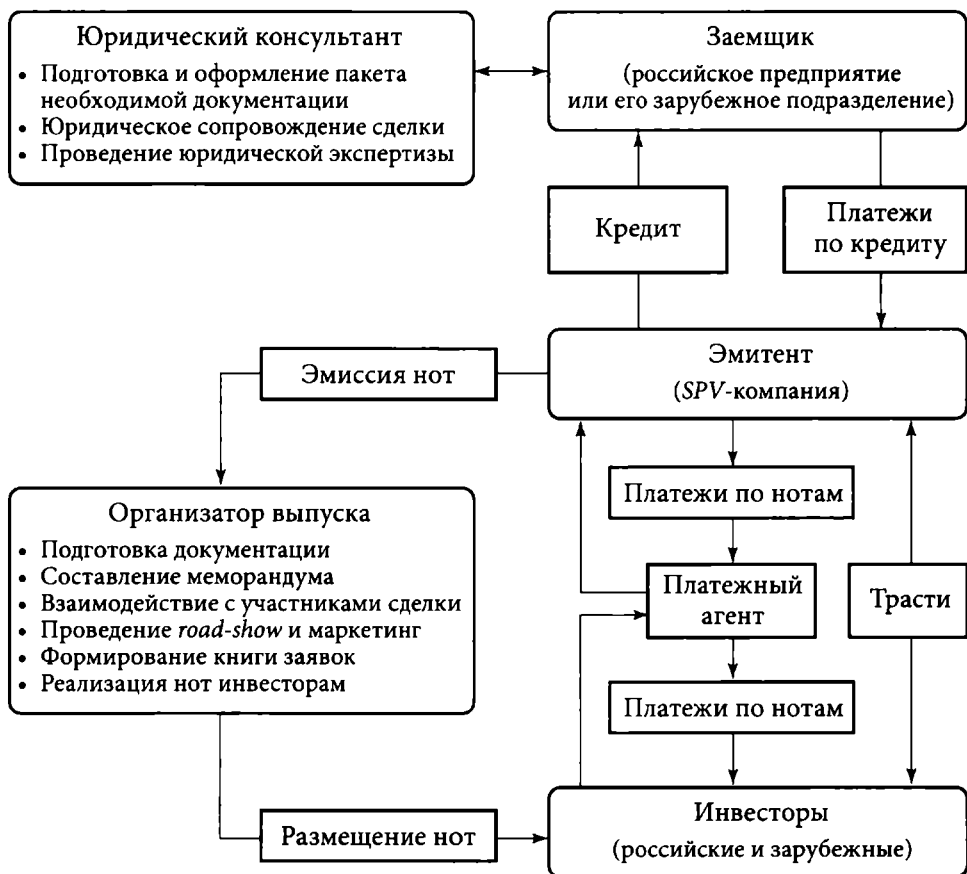 Юридический консультант
• Подготовка и оформление пакета
необходимой документации
• Юридическое сопровождение сделки
• Проведение юридической экспертизы
Заемщик
(российское предприятие
или его зарубежное подразделение)
Кредит
Платежи
по кредиту
Эмитент
(SPV-компания)
Эмиссия нот
Организатор выпуска
• Подготовка документации
• Составление меморандума
• Взаимодействие с участниками сделки
• Проведение road-show и маркетинг
• Формирование книги заявок
• Реализация нот инвесторам
Платежи по нотам
Платежный
агент
Трасти
Платежи по нотам
Размещение нот
Инвесторы
(российские и зарубежные)